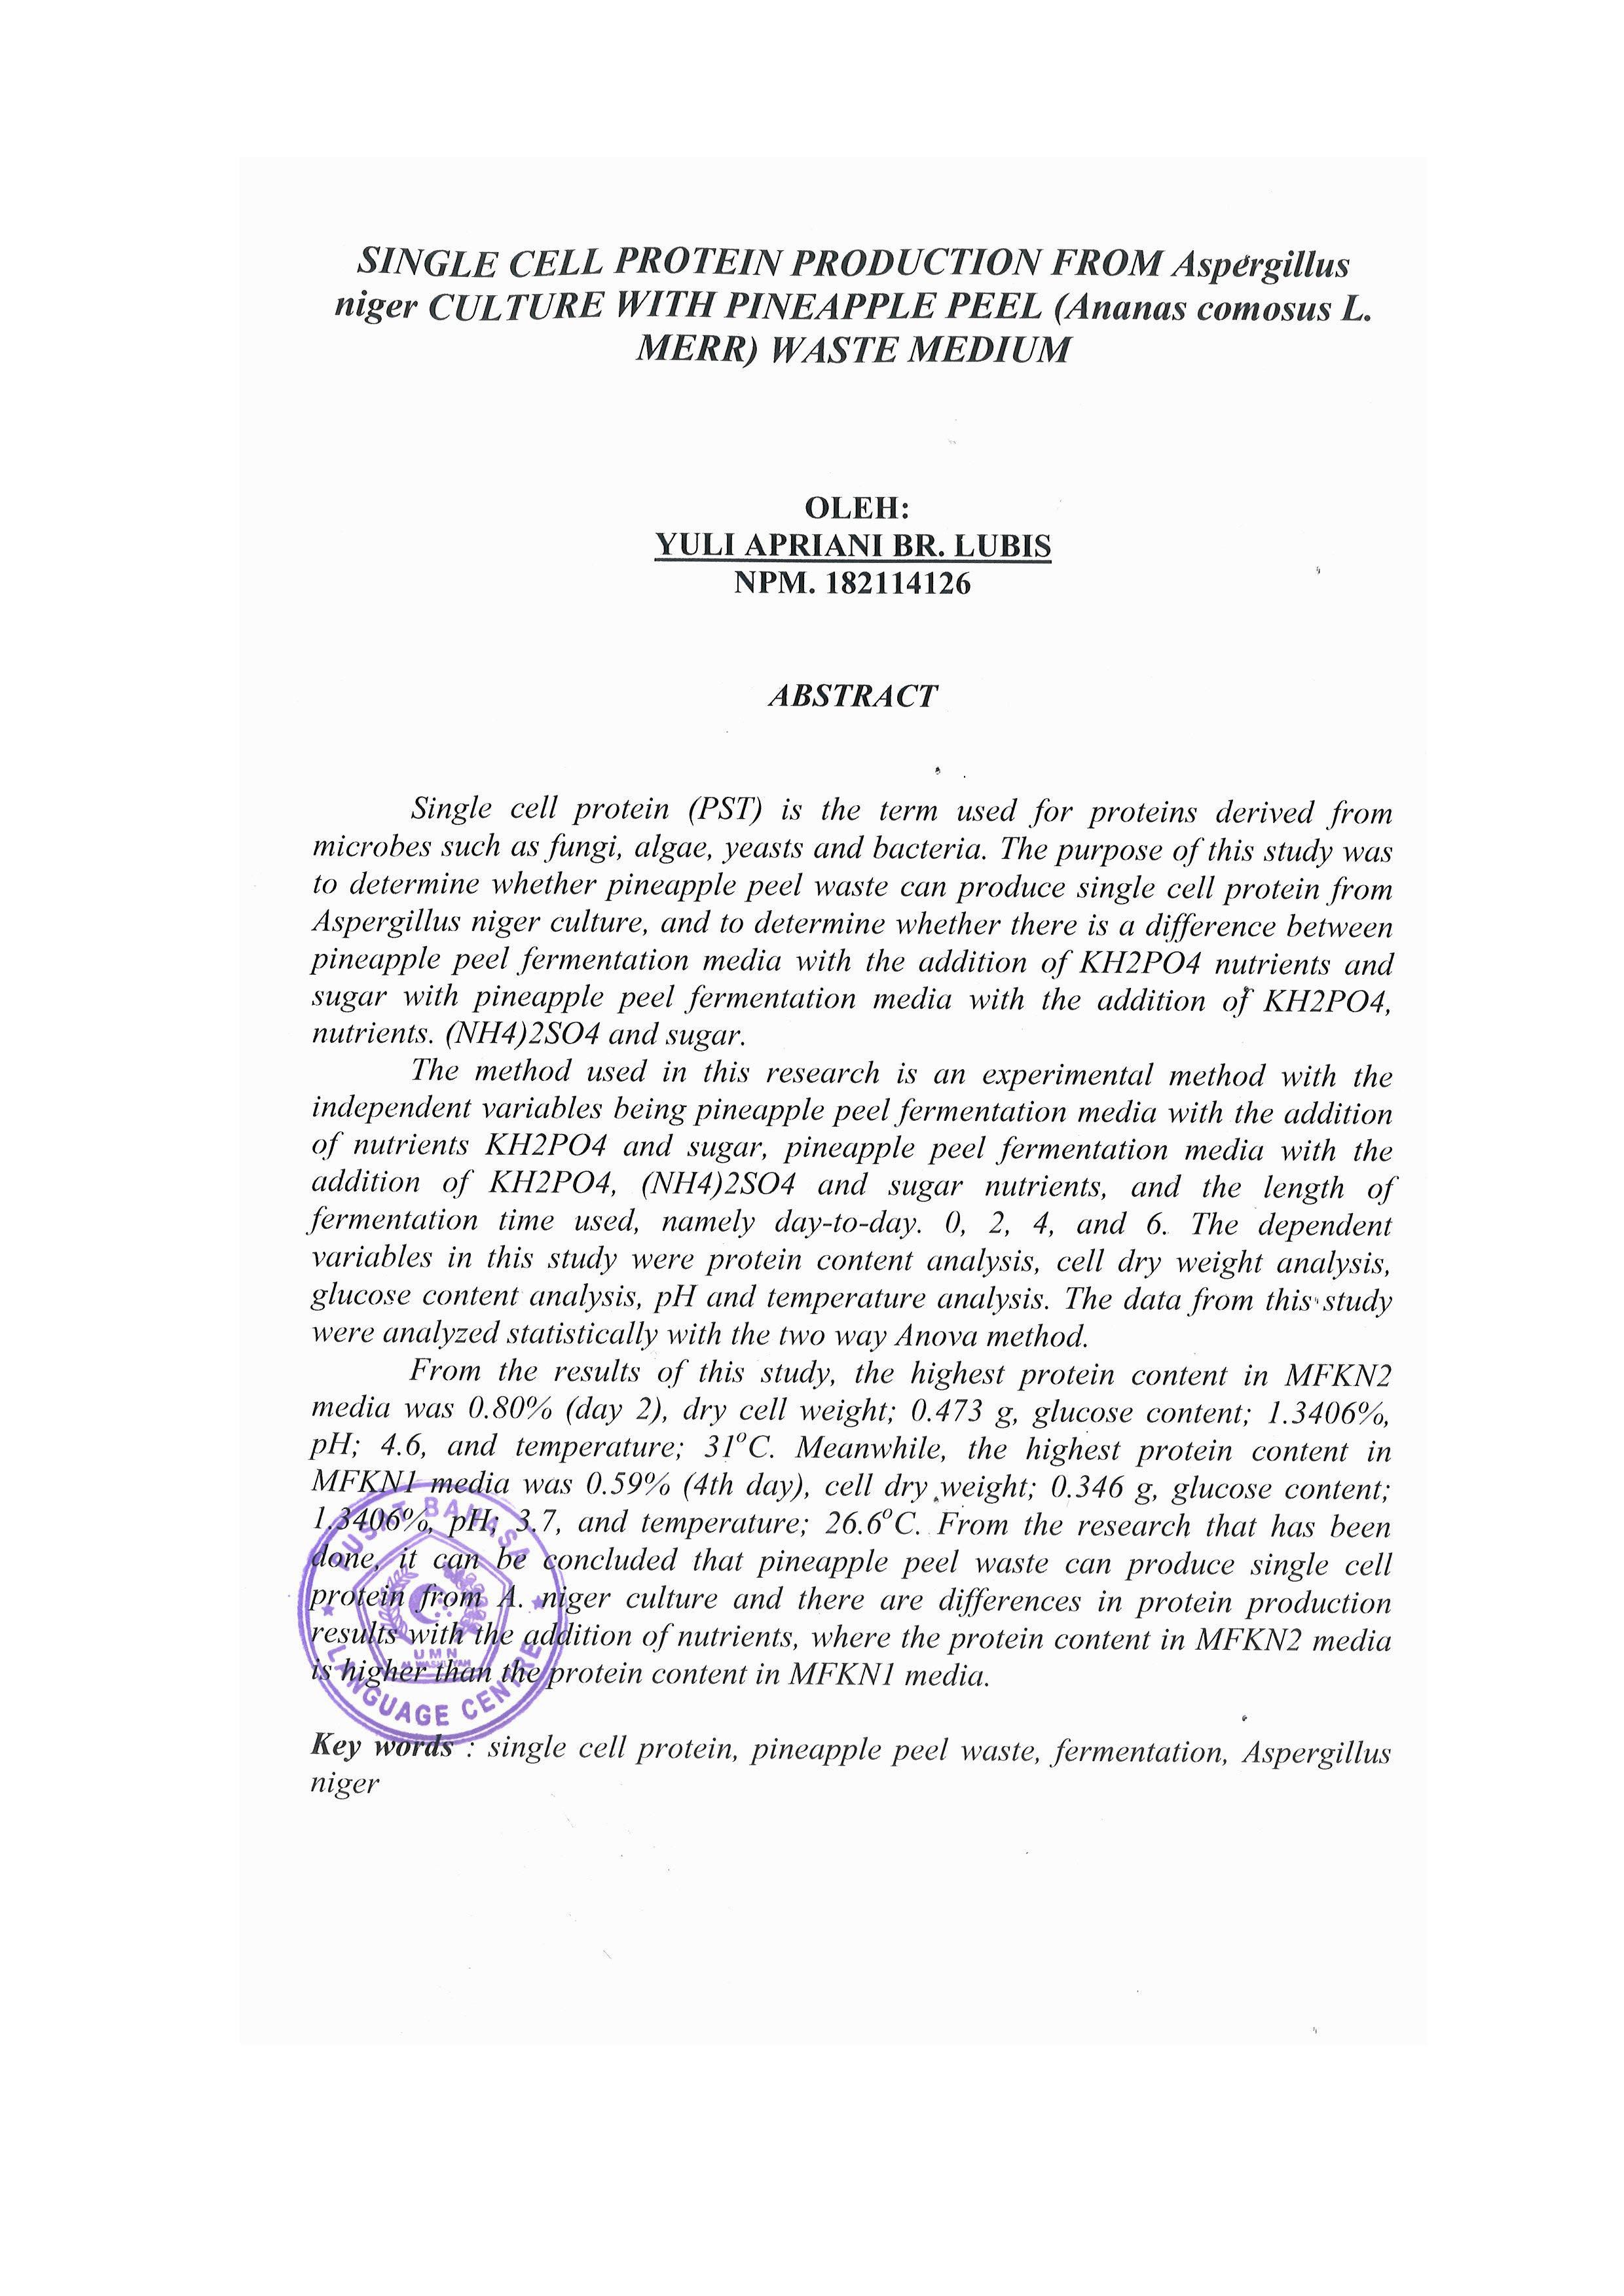 SINGLE CELL PROTEIN PRODUCTION FROM Aspergillus
niger CULTURE WITH PINEAPPLE PEEL (Ananas comosus L.
MERR) WASTE MEDIUM
OLEH:
YULI APRIANI BR. LUBIS
NPM. 182114126
ABSTRACT
Single cell protein (PST) is the term used for proteins derived from
microbes such as fungi, algae, yeasts and bacteria. The purpose of this study was
to determine whether pineapple peel waste can produce single cell protein from
Aspergillus niger culture, and to determine whether there is a difference between
pineapple peel fermentation media with the addition of KH2PO4 nutrients and
sugar with pineapple peel fermentation media with the addition of KH2PO4,
nutrients. (NH4)2SO4 and sugar.
The method used in this research is an experimental method with the
independent variables being pineapple peel fermentation media with the addition
of nutrients KH2PO4 and sugar, pineapple peel fermentation media with the
addition of KH2PO4, (NH4)2SO4 and sugar nutrients, and the length of
fermentation time used, namely day-to-day. 0, 2, 4, and 6. The dependent
variables in this study were protein content analysis, cell dry weight analysis,
glucose content analysis, pH and temperature analysis. The data from this study
were analyzed statistically with the two way Anova method.
From the results of this study, the highest protein content in MFKN2
media was 0.80% (day 2), dry cell weight; 0.473 g, glucose content; 1.3406%,
pH; 4.6, and temperature; 31°C. Meanwhile, the highest protein content in
MFKN1 media was 0.59% (4th day), cell dry weight; 0.346 g, glucose content;
1.3406%, pH; 3.7, and temperature; 26.6°C. From the research that has been
done, it can be concluded that pineapple peel waste can produce single cell
protein from A. niger culture and there are differences in protein production
results with the addition of nutrients, where the protein content in MFKN2 media
is higher than the protein content in MFKN1 media.
PUSAT BAHASA
UMN
AL WASHLIYAH
LANGUAGE CENTRE
Key words : single cell protein, pineapple peel waste, fermentation, Aspergillus
niger